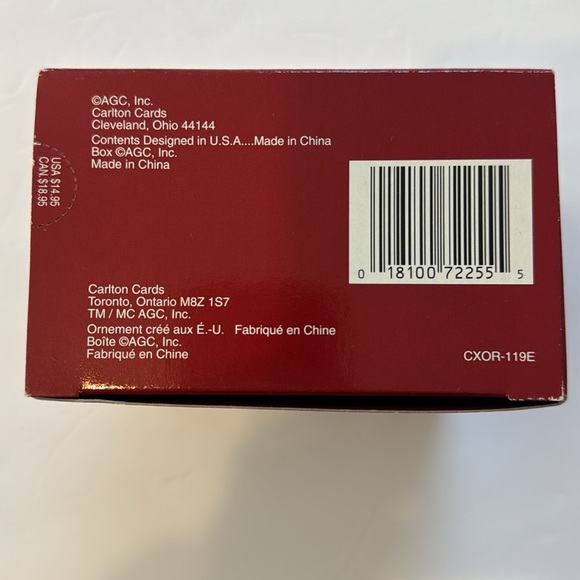 ©AGC, Inc.
Carlton Cards
Cleveland, Ohio 44144
Contents Designed in U.S.A....Made in China
Box ©AGC, Inc.
Made in China
USA $14.95
CAN $18.95
0 18100 72255 5
Carlton Cards
Toronto, Ontario M8Z 1S7
TM / MC AGC, Inc.
Ornement créé aux É.-U. Fabriqué en Chine
Boîte ©AGC, Inc.
Fabriqué en Chine
CXOR-119E